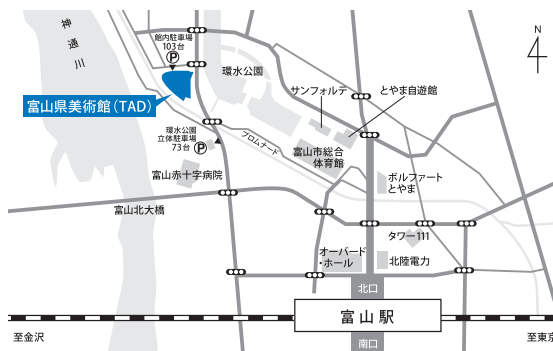 神通川
館内駐車場
103台
P
環水公園
N
サンフォルテ
とやま自遊館
富山県美術館(TAD)
環水公園
立体駐車場
73台
P
プロムナード
富山市総合
体育館
富山赤十字病院
ボルファート
とやま
富山北大橋
タワー111
オーバード
・ホール
北陸電力
北口
富山駅
至金沢
南口
至東京